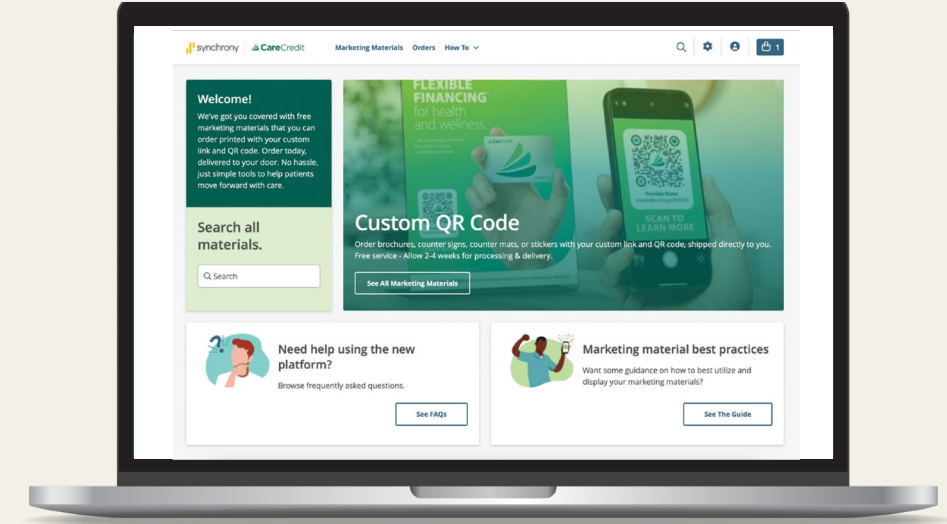 synchrony CareCredit Marketing Materials Orders How To 1
Welcome!
We've got you covered with free
marketing materials that you can
order printed with your custom
link and QR code. Order today,
delivered to your door. No hassle,
just simple tools to help patients
move forward with care.
Search all
materials.
Search
FLEXIBLE
FINANCING
for health
and wellness.
CareCredit
SCAN TO
LEARN MORE
Custom QR Code
Order brochures, counter signs, counter mats, or stickers with your custom link and QR code, shipped directly to you.
Free service - Allow 2-4 weeks for processing & delivery.
See All Marketing Materials
?
Need help using the new
platform?
Browse frequently asked questions.
See FAQs
Marketing material best practices
Want some guidance on how to best utilize and
display your marketing materials?
See The Guide